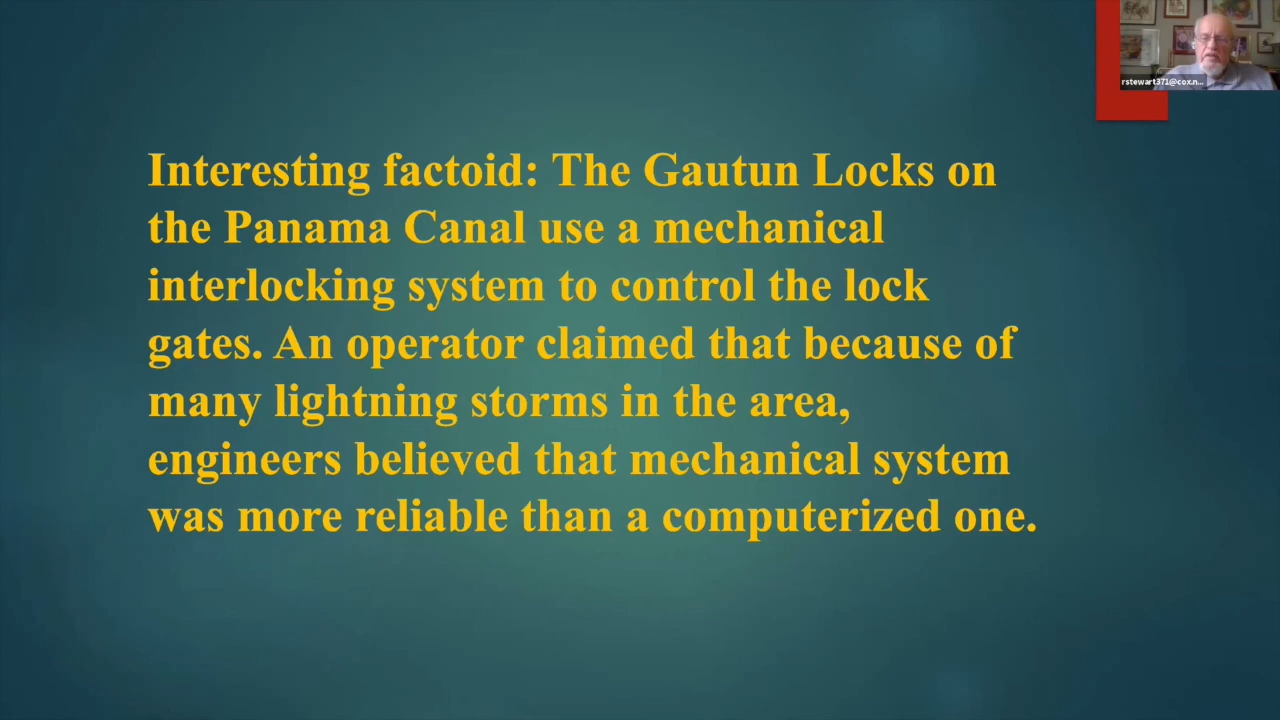 rstewart371@cox.n...
Interesting factoid: The Gautun Locks on
the Panama Canal use a mechanical
interlocking system to control the lock
gates. An operator claimed that because of
many lightning storms in the area,
engineers believed that mechanical system
was more reliable than a computerized one.